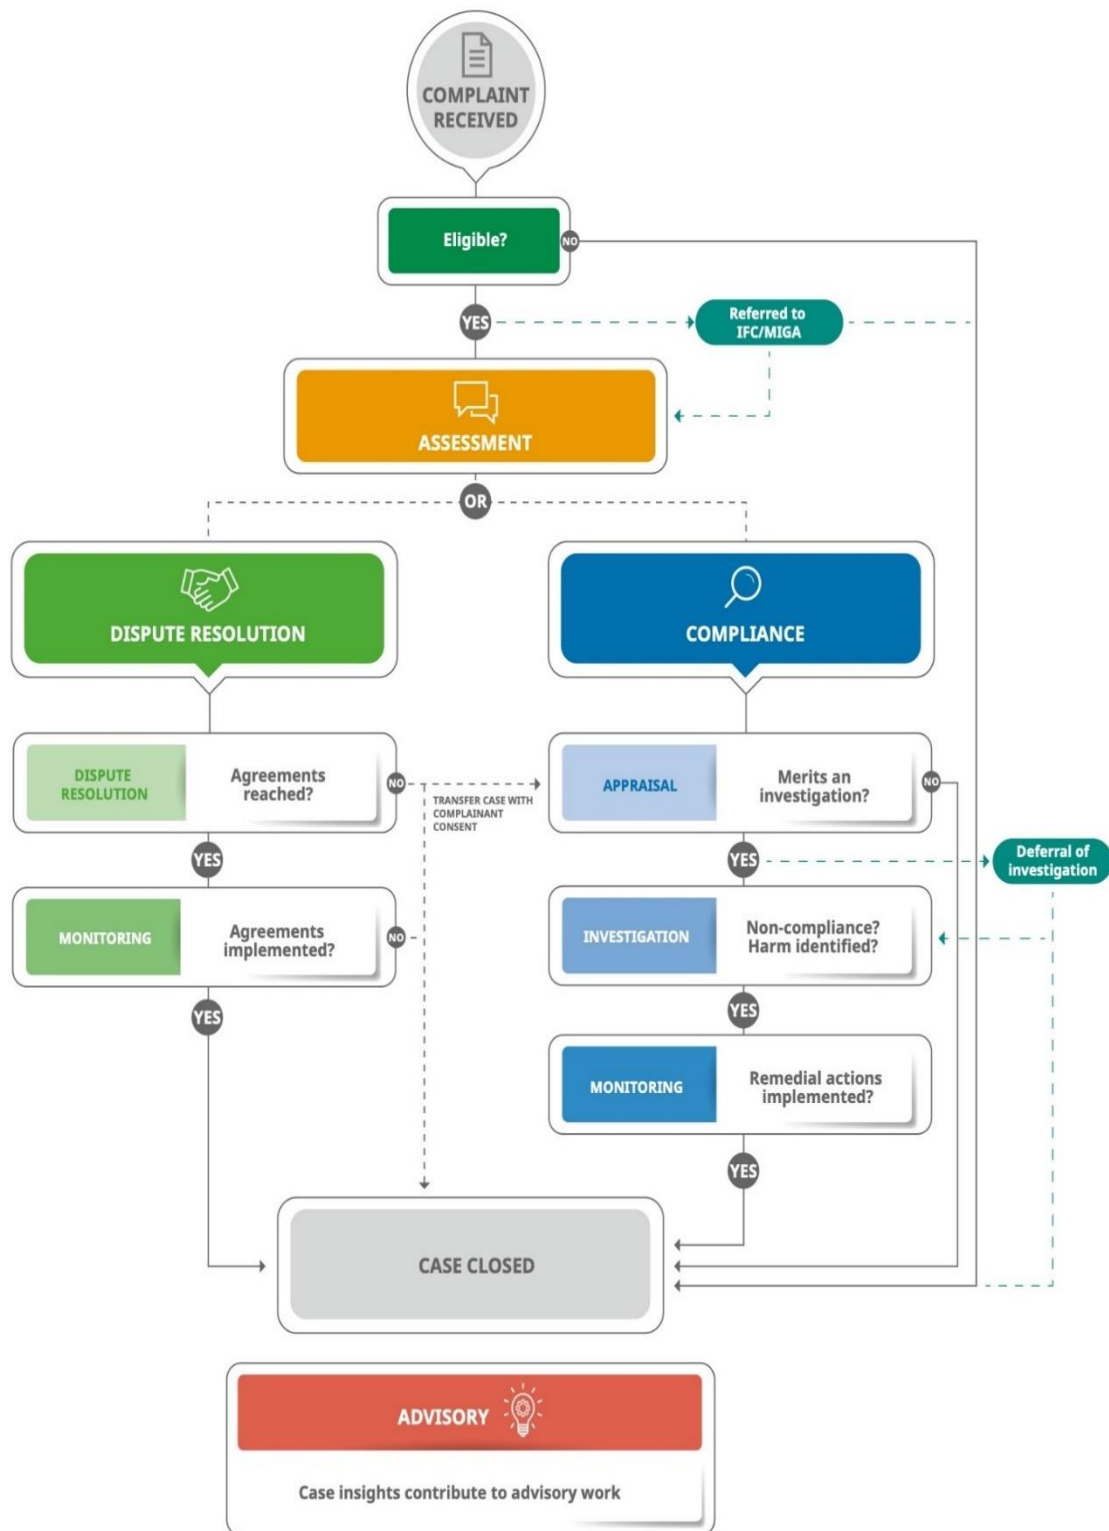 COMPLAINT
RECEIVED
Eligible?
NO
YES
Referred to
IFC/MIGA
ASSESSMENT
OR
DISPUTE RESOLUTION
COMPLIANCE
DISPUTE
RESOLUTION
Agreements
reached?
NO
TRANSFER CASE WITH
COMPLAINANT
CONSENT
APPRAISAL
Merits an
investigation?
NO
YES
YES
Deferral of
investigation
MONITORING
Agreements
implemented?
NO
INVESTIGATION
Non-compliance?
Harm identified?
YES
YES
MONITORING
Remedial actions
implemented?
YES
CASE CLOSED
ADVISORY
Case insights contribute to advisory work